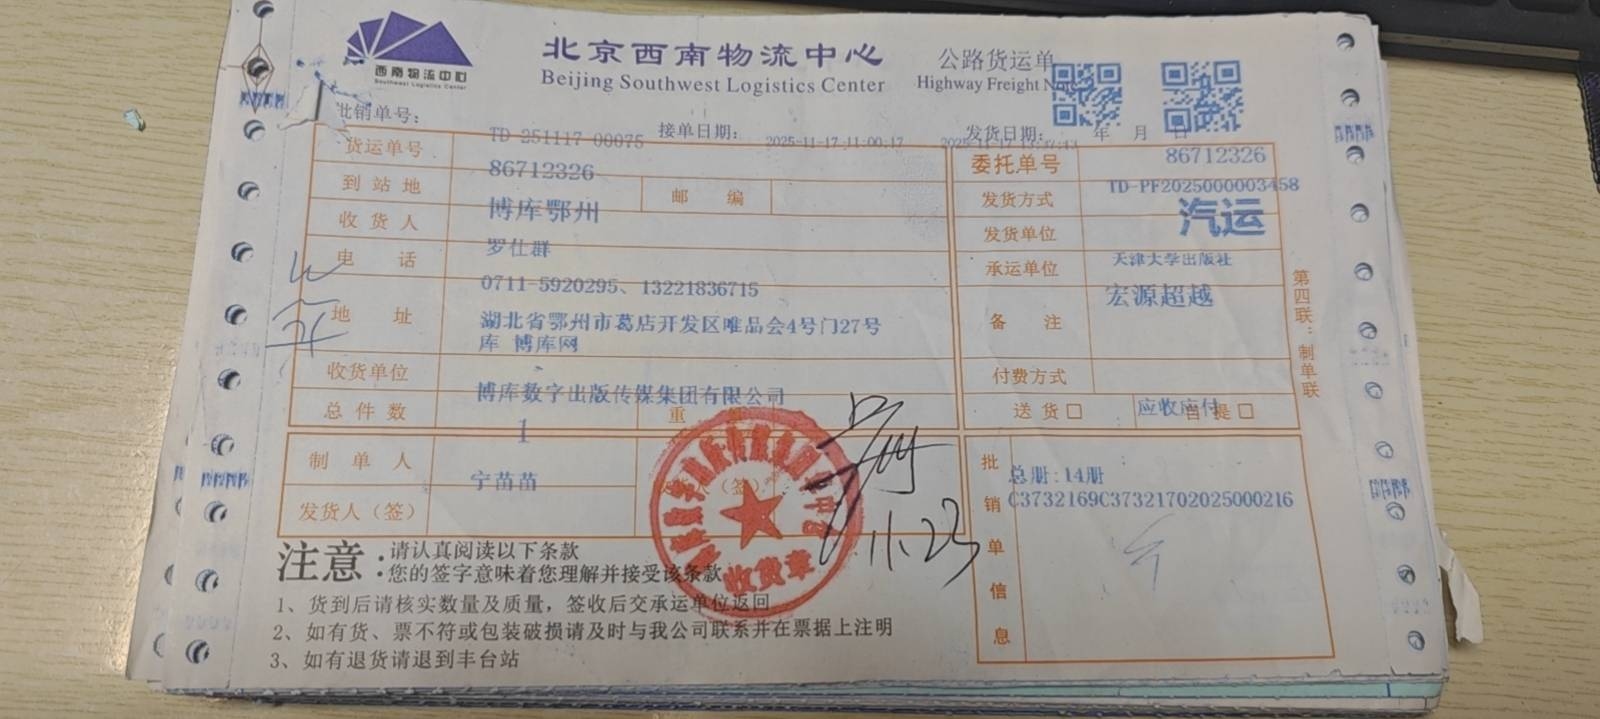 西南物流中心
Southwest Logistics Center
北京西南物流中心
Beijing Southwest Logistics Center
公路货运单
Highway Freight Note
批销单号：
TD-251117-00075
接单日期：
2025-11-17 11:00:17
发货日期： 年 月 日
货运单号
86712326
委托单号
86712326
到站地
博库鄂州
邮 编
发货方式
TD-PF2025000003458
汽运
收货人
罗仕群
发货单位
天津大学出版社
电 话
0711-5920295、13221836715
承运单位
宏源超越
地 址
湖北省鄂州市葛店开发区唯品会4号门27号
库 博库网
备 注
收货单位
博库数字出版传媒集团有限公司
付费方式
应收应付
总件数
1
重
送货□
自提□
制单人
宁苗苗
发货人（签）
收货章
11.23
批销单信息
总册:14册
C3732169C37321702025000216
第四联：制单联
注意：
请认真阅读以下条款
您的签字意味着您理解并接受该条款
1、货到后请核实数量及质量，签收后交承运单位返回
2、如有货、票不符或包装破损请及时与我公司联系并在票据上注明
3、如有退货请退到丰台站